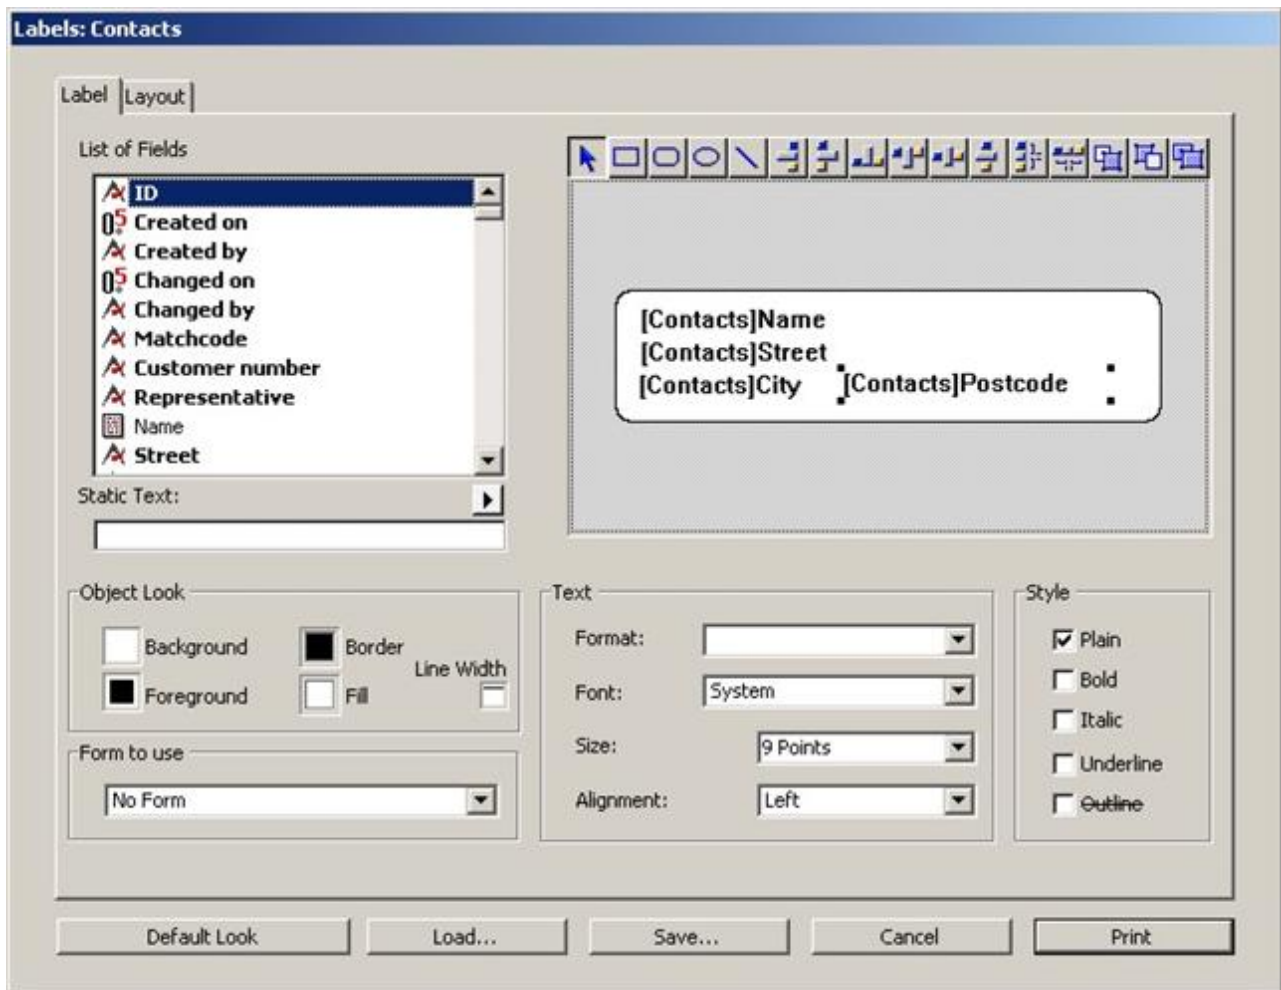 Labels: Contacts
Label Layout
List of Fields
ID
Created on
Created by
Changed on
Changed by
Matchcode
Customer number
Representative
Name
Street
Static Text:
[Contacts]Name
[Contacts]Street
[Contacts]City [Contacts]Postcode
Object Look
Background
Border
Line Width
Foreground
Fill
Form to use
No Form
Text
Format:
Font: System
Size: 9 Points
Alignment: Left
Style
Plain
Bold
Italic
Underline
Outline
Default Look Load... Save... Cancel Print